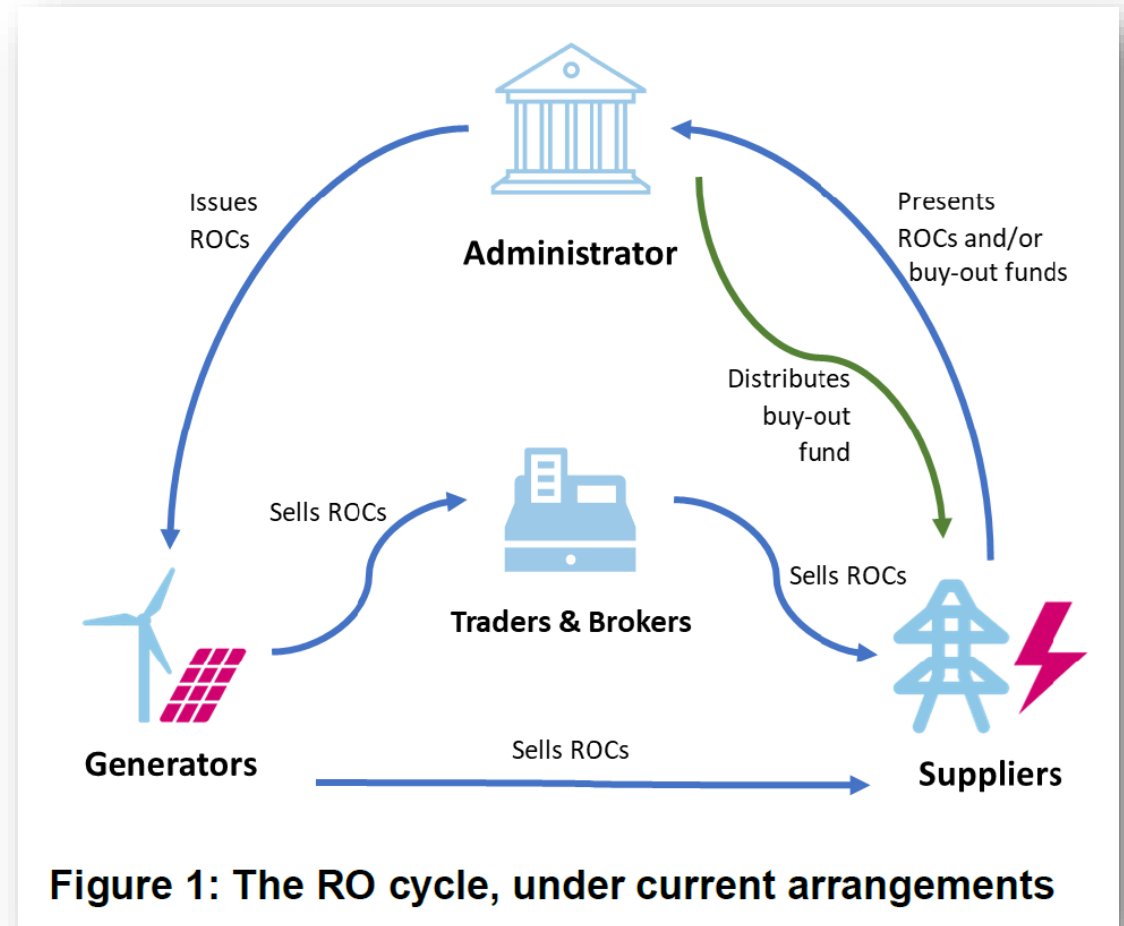 Issues
ROCs
Administrator
Presents
ROCs and/or
buy-out funds
Distributes
buy-out
fund
Sells ROCs
Traders & Brokers
Sells ROCs
Generators
Sells ROCs
Suppliers
Figure 1: The RO cycle, under current arrangements